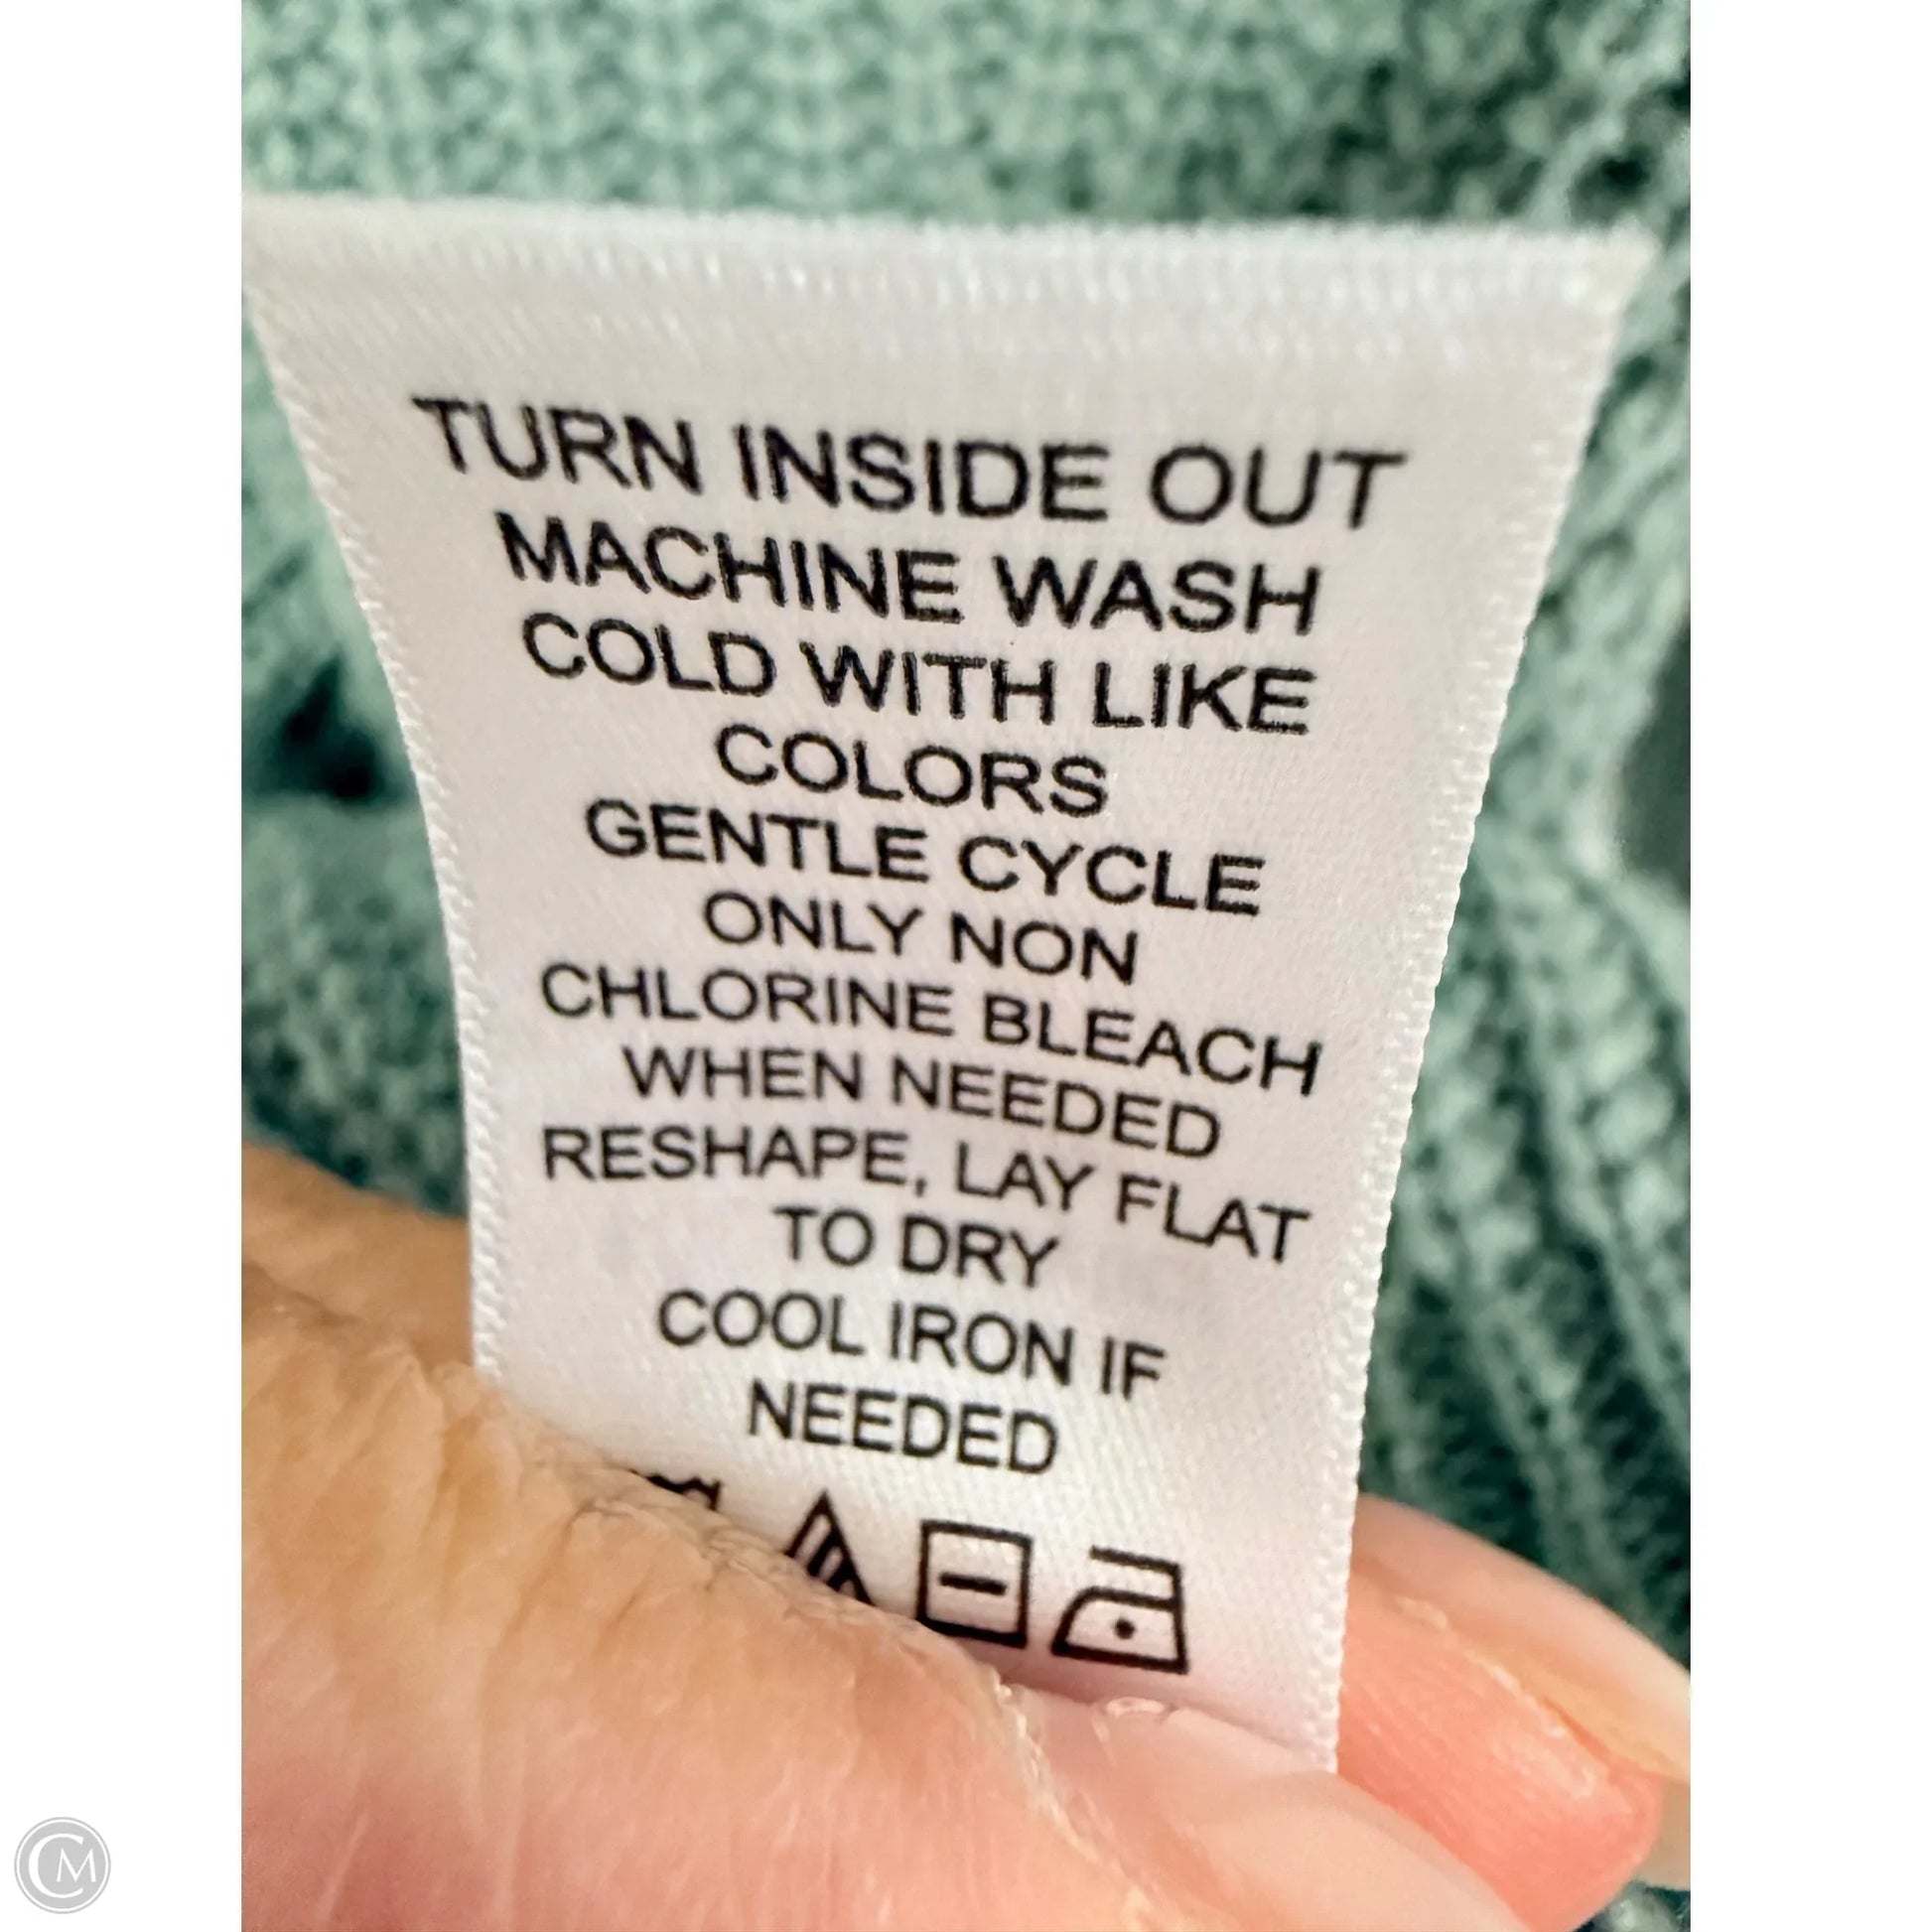 TURN INSIDE OUT
MACHINE WASH
COLD WITH LIKE
COLORS
GENTLE CYCLE
ONLY NON
CHLORINE BLEACH
WHEN NEEDED
RESHAPE, LAY FLAT
TO DRY
COOL IRON IF
NEEDED
CM